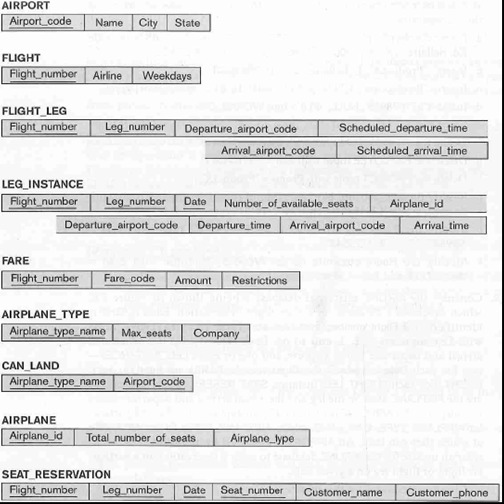 AIRPORT
Airport_code Name City State
FLIGHT
Flight_number Airline Weekdays
FLIGHT_LEG
Flight_number Leg_number Departure_airport_code Scheduled_departure_time
Arrival_airport_code Scheduled_arrival_time
LEG_INSTANCE
Flight_number Leg_number Date Number_of_available_seats Airplane_id
Departure_airport_code Departure_time Arrival_airport_code Arrival_time
FARE
Flight_number Fare_code Amount Restrictions
AIRPLANE_TYPE
Airplane_type_name Max_seats Company
CAN_LAND
Airplane_type_name Airport_code
AIRPLANE
Airplane_id Total_number_of_seats Airplane_type
SEAT_RESERVATION
Flight_number Leg_number Date Seat_number Customer_name Customer_phone